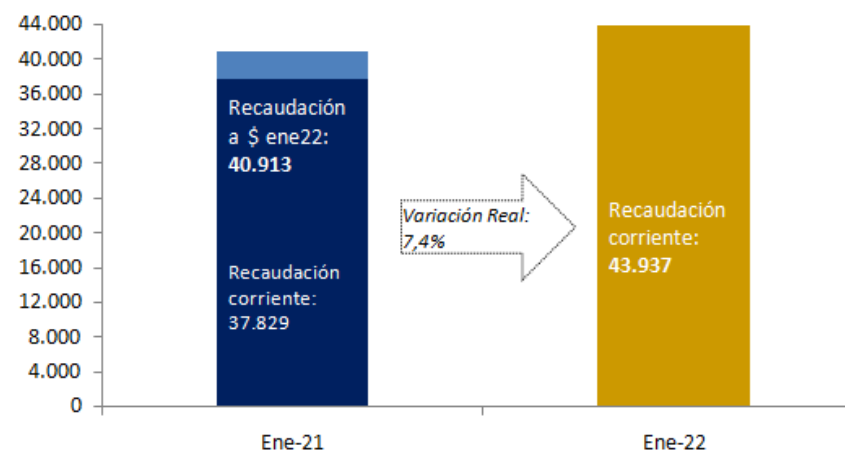 44.000
40.000
36.000
32.000
28.000
24.000
20.000
16.000
12.000
8.000
4.000
0
Recaudación
a $ ene22:
40.913
Recaudación
corriente:
37.829
Variación Real:
7,4%
Recaudación
corriente:
43.937
Ene-21
Ene-22